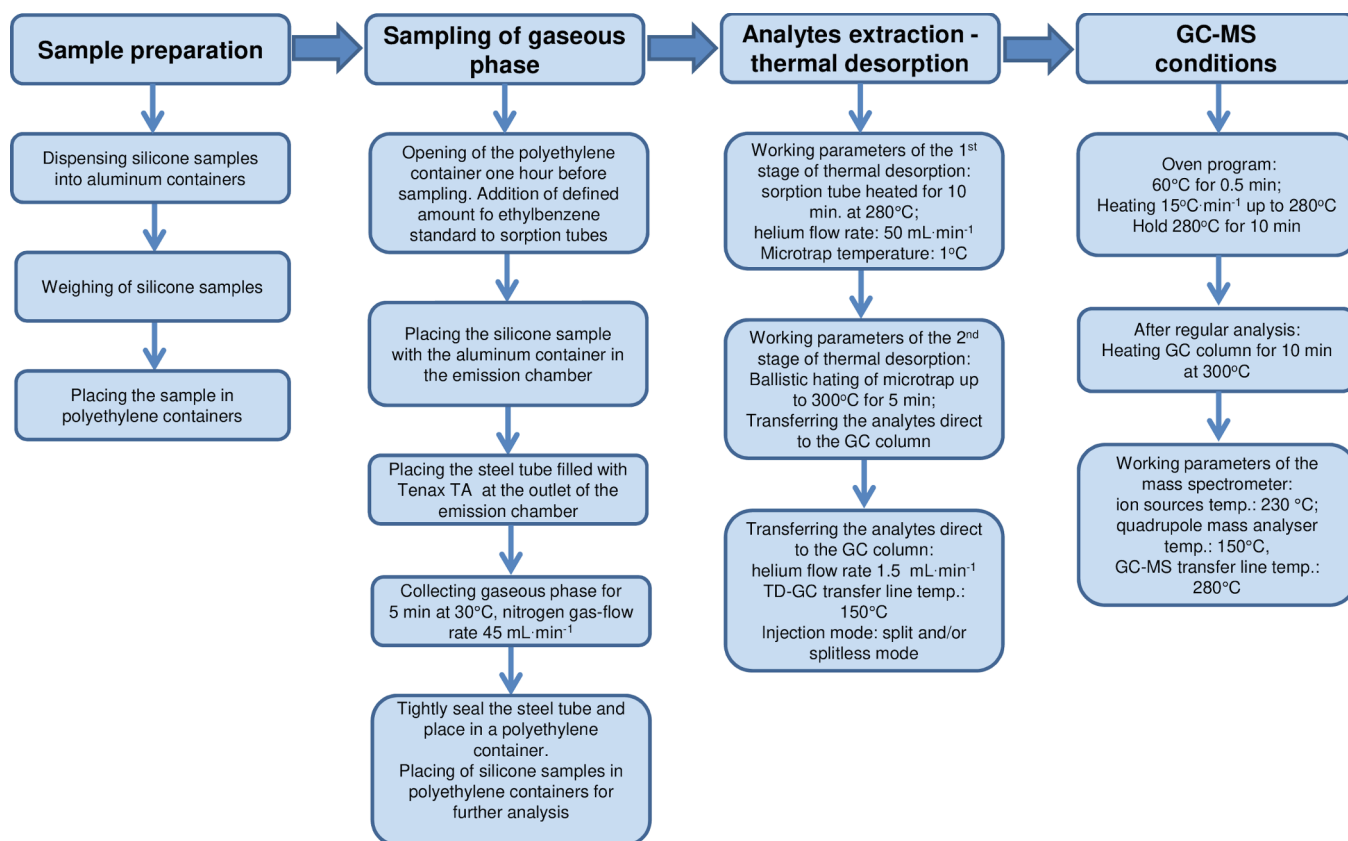 Sample preparation
Dispensing silicone samples
into aluminum containers
Weighing of silicone samples
Placing the sample in
polyethylene containers
Sampling of gaseous
phase
Opening of the polyethylene
container one hour before
sampling. Addition of defined
amount fo ethylbenzene
standard to sorption tubes
Placing the silicone sample
with the aluminum container in
the emission chamber
Placing the steel tube filled with
Tenax TA at the outlet of the
emission chamber
Collecting gaseous phase for
5 min at 30°C, nitrogen gas-flow
rate 45 mL·min⁻¹
Tightly seal the steel tube and
place in a polyethylene
container.
Placing of silicone samples in
polyethylene containers for
further analysis
Analytes extraction -
thermal desorption
Working parameters of the 1ˢᵗ
stage of thermal desorption:
sorption tube heated for 10
min. at 280°C;
helium flow rate: 50 mL·min⁻¹
Microtrap temperature: 1°C
Working parameters of the 2ⁿᵈ
stage of thermal desorption:
Ballistic hating of microtrap up
to 300°C for 5 min;
Transferring the analytes direct
to the GC column
Transferring the analytes direct
to the GC column:
helium flow rate 1.5 mL·min⁻¹
TD-GC transfer line temp.:
150°C
Injection mode: split and/or
splitless mode
GC-MS
conditions
Oven program:
60°C for 0.5 min;
Heating 15°C·min⁻¹ up to 280°C
Hold 280°C for 10 min
After regular analysis:
Heating GC column for 10 min
at 300°C
Working parameters of the
mass spectrometer:
ion sources temp.: 230 °C;
quadrupole mass analyser
temp.: 150°C,
GC-MS transfer line temp.:
280°C